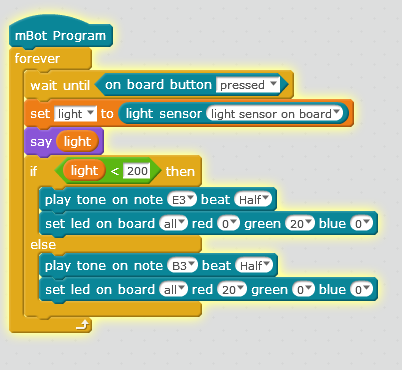 mBot Program
forever
wait until on board button pressed
set light to light sensor light sensor on board
say light
if light < 200 then
play tone on note E3 beat Half
set led on board all red 0 green 20 blue 0
else
play tone on note B3 beat Half
set led on board all red 20 green 0 blue 0